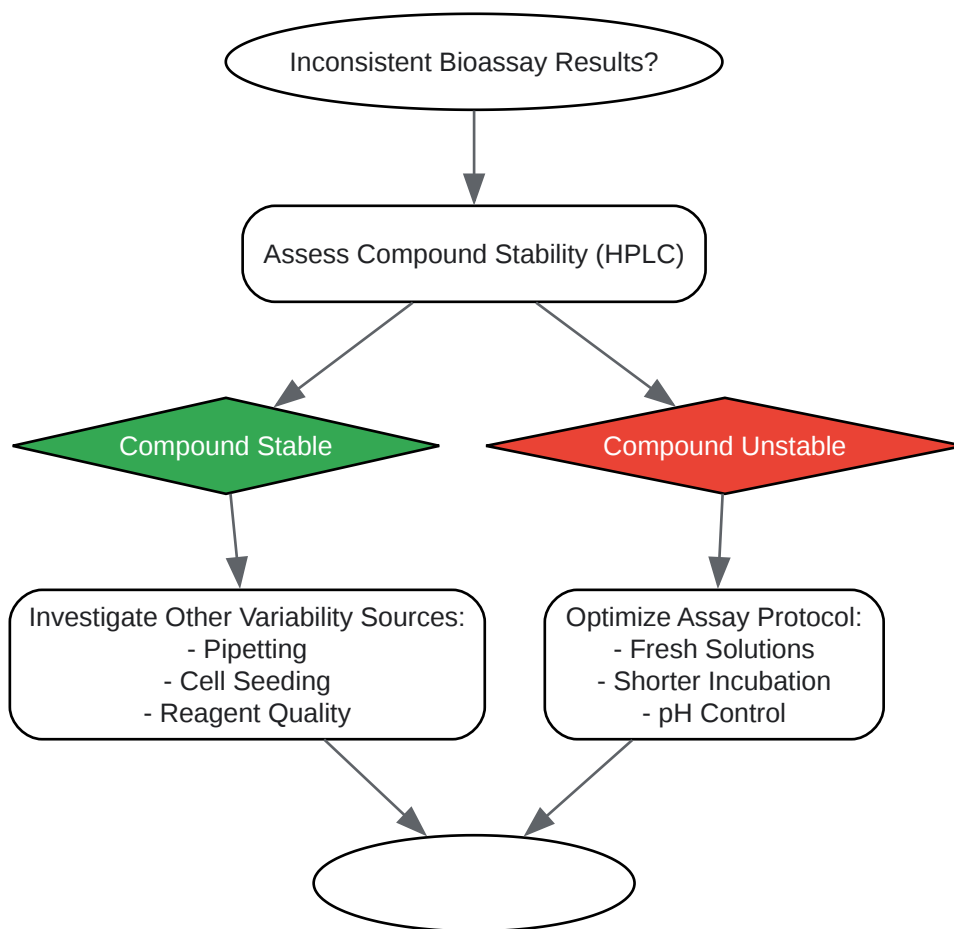 Inconsistent Bioassay Results?
Assess Compound Stability (HPLC)
Compound Stable
Compound Unstable
Investigate Other Variability Sources:
- Pipetting
- Cell Seeding
- Reagent Quality
Optimize Assay Protocol:
- Fresh Solutions
- Shorter Incubation
- pH Control